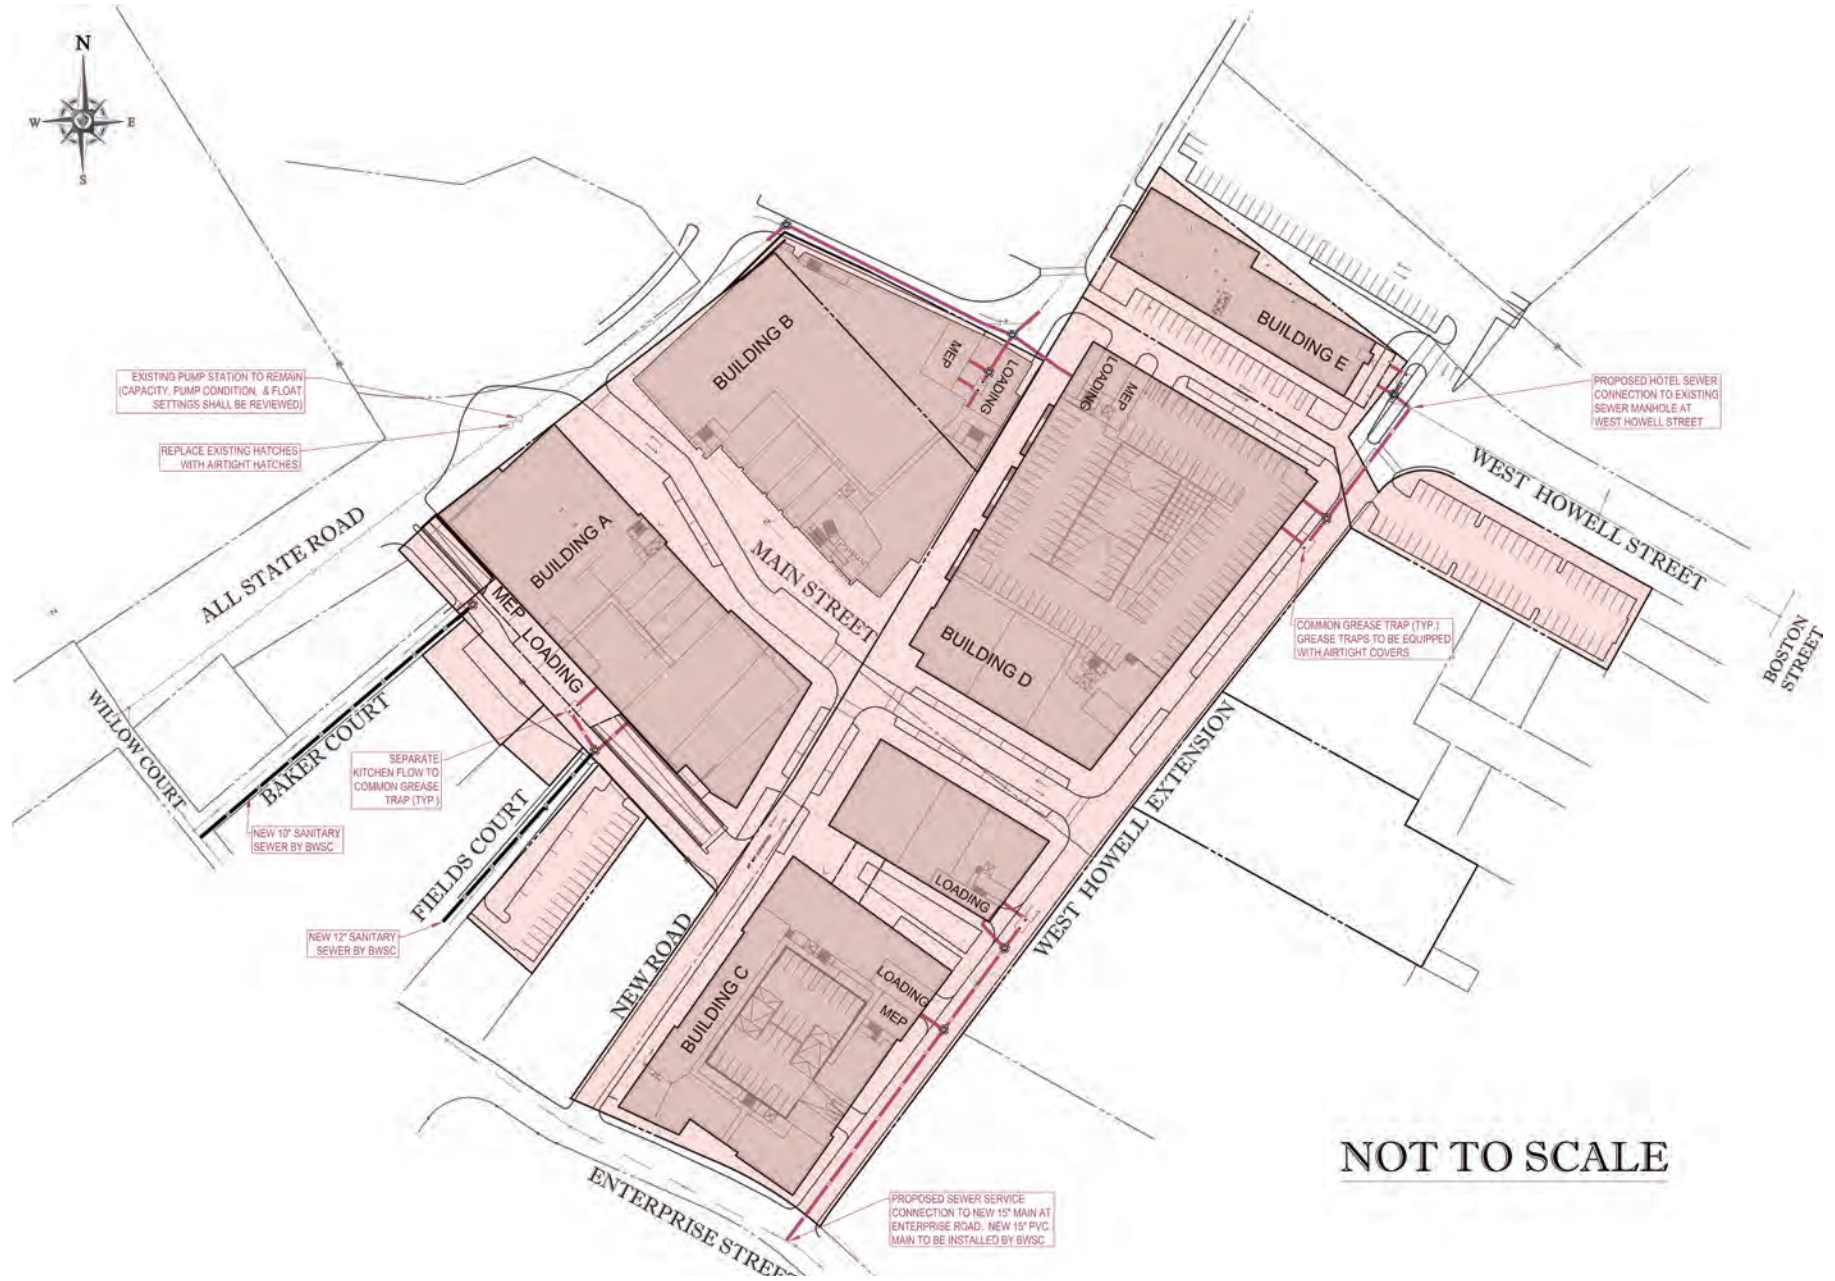 N
W
E
S
EXISTING PUMP STATION TO REMAIN
(CAPACITY, PUMP CONDITION, & FLOAT
SETTINGS SHALL BE REVIEWED)
REPLACE EXISTING HATCHES
WITH AIRTIGHT HATCHES
BUILDING B
MEP
LOADING
BUILDING E
LOADING
MEP
PROPOSED HOTEL SEWER
CONNECTION TO EXISTING
SEWER MANHOLE AT
WEST HOWELL STREET
WEST HOWELL STREET
BOSTON
STREET
ALL STATE ROAD
BUILDING A
MEP
LOADING
MAIN STREET
BUILDING D
COMMON GREASE TRAP (TYP.)
GREASE TRAPS TO BE EQUIPPED
WITH AIRTIGHT COVERS
WILLOW COURT
BAKER COURT
SEPARATE
KITCHEN FLOW TO
COMMON GREASE
TRAP (TYP.)
NEW 10" SANITARY
SEWER BY BWSC
FIELDS COURT
NEW 12" SANITARY
SEWER BY BWSC
WEST HOWELL EXTENSION
LOADING
NEW ROAD
BUILDING C
LOADING
MEP
ENTERPRISE STREET
PROPOSED SEWER SERVICE
CONNECTION TO NEW 15" MAIN AT
ENTERPRISE ROAD. NEW 15" PVC
MAIN TO BE INSTALLED BY BWSC
NOT TO SCALE